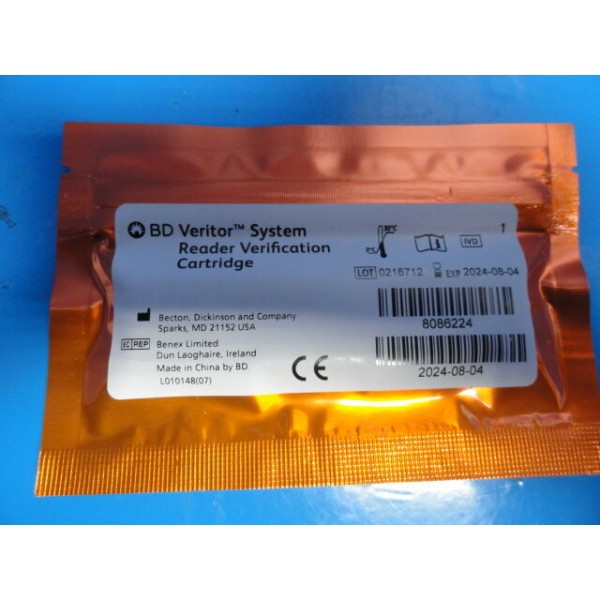 BD Veritor™ System
Reader Verification
Cartridge
1
2°C
30°C
IVD
LOT 0216712 EXP 2024-08-04
8086224
2024-08-04
Becton, Dickinson and Company
Sparks, MD 21152 USA
EC REP Benex Limited
Dun Laoghaire, Ireland
Made in China by BD
L010148(07)
CE